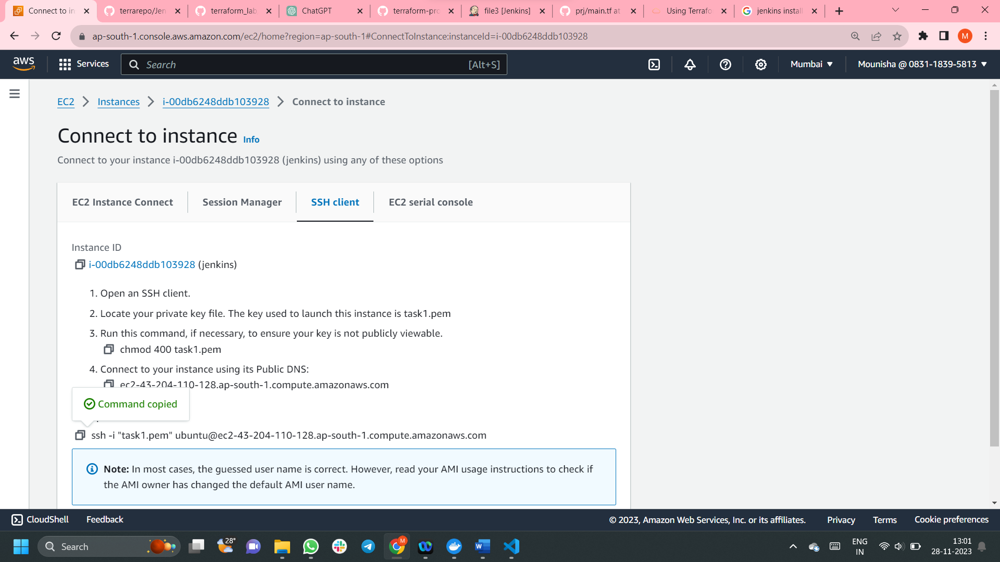 Connect to in
terrarepo/Jen
terraform_lab
ChatGPT
terraform-pro
file3 [Jenkins]
prj/main.tf at
Using Terrafo
jenkins install
ap-south-1.console.aws.amazon.com/ec2/home?region=ap-south-1#ConnectToInstance:instanceId=i-00db6248ddb103928
M
aws
Services
Search
[Alt+S]
Mumbai
Mounisha @ 0831-1839-5813
EC2
Instances
i-00db6248ddb103928
Connect to instance
Connect to instance Info
Connect to your instance i-00db6248ddb103928 (jenkins) using any of these options
EC2 Instance Connect
Session Manager
SSH client
EC2 serial console
Instance ID
i-00db6248ddb103928 (jenkins)
1. Open an SSH client.
2. Locate your private key file. The key used to launch this instance is task1.pem
3. Run this command, if necessary, to ensure your key is not publicly viewable.
chmod 400 task1.pem
4. Connect to your instance using its Public DNS:
ec2-43-204-110-128.ap-south-1.compute.amazonaws.com
Command copied
ssh -i "task1.pem" ubuntu@ec2-43-204-110-128.ap-south-1.compute.amazonaws.com
Note: In most cases, the guessed user name is correct. However, read your AMI usage instructions to check if
the AMI owner has changed the default AMI user name.
CloudShell
Feedback
© 2023, Amazon Web Services, Inc. or its affiliates.
Privacy
Terms
Cookie preferences
Search
28°
M
W
ENG
IN
13:01
28-11-2023